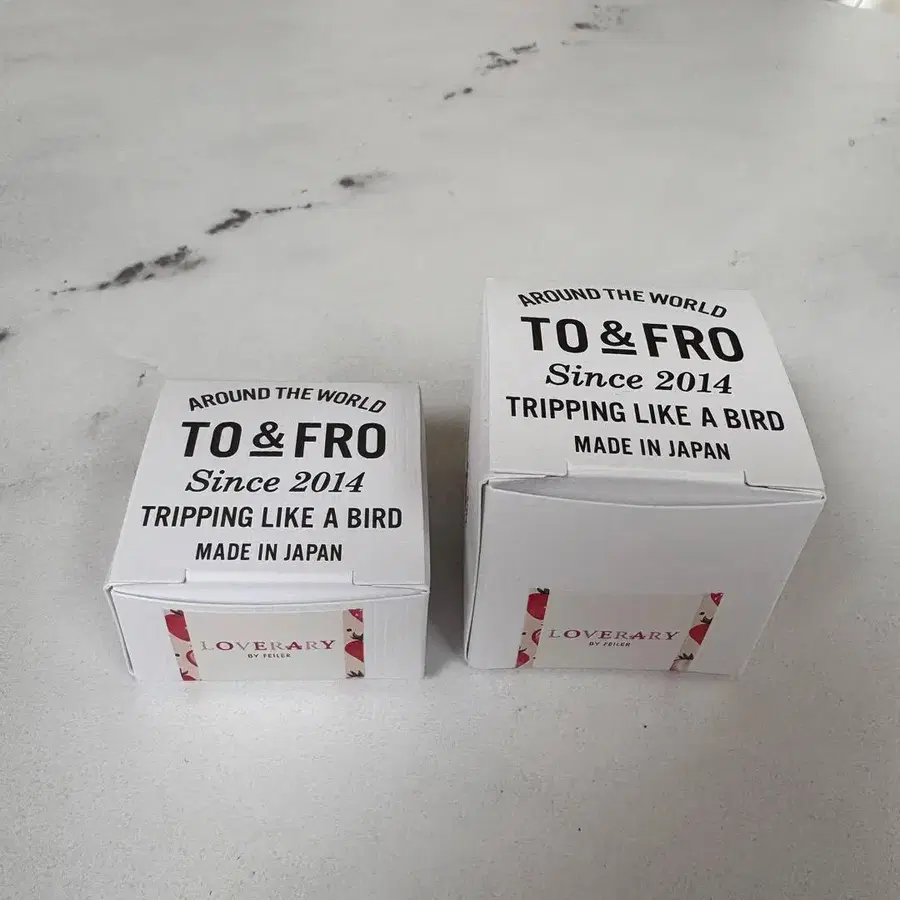 AROUND THE WORLD
TO & FRO
Since 2014
TRIPPING LIKE A BIRD
MADE IN JAPAN
LOVERARY
BY FEILER
AROUND THE WORLD
TO & FRO
Since 2014
TRIPPING LIKE A BIRD
MADE IN JAPAN
LOVERARY
BY FEILER